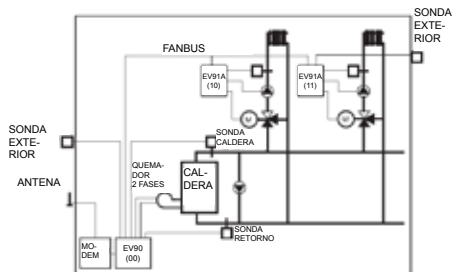 SONDA
EXTE-
RIOR
FANBUS
EV91A
(10)
EV91A
(11)
M
M
SONDA
EXTE-
RIOR
SONDA
CALDERA
QUEMA-
DOR
2 FASES
CAL-
DERA
ANTENA
SONDA
RETORNO
MO-
DEM
EV90
(00)